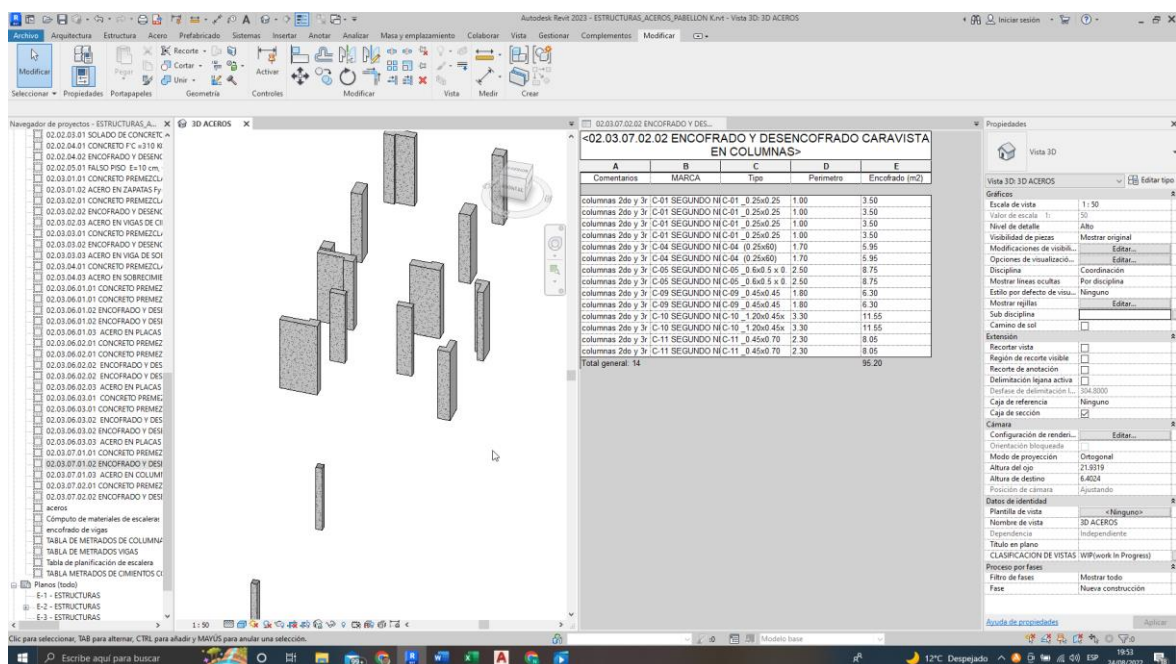 Autodesk Revit 2023 - ESTRUCTURAS_ACEROS_PABELLON K.rvt - Vista 3D: 3D ACEROS
Iniciar sesión
Archivo Arquitectura Estructura Acero Prefabricado Sistemas Insertar Anotar Analizar Masa y emplazamiento Colaborar Vista Gestionar Complementos Modificar
Modificar
Pegar
Recorte
Cortar
Unir
Activar
Seleccionar Propiedades Portapapeles Geometría Controles Modificar Vista Medir Crear
Navegador de proyectos - ESTRUCTURAS_A...
02.02.03.01 SOLADO DE CONCRETC
02.02.04.01 CONCRETO F'C =310 K
02.02.04.02 ENCOFRADO Y DESENC
02.02.05.01 FALSO PISO E=10 cm,
02.03.01.01 CONCRETO PREMEZCL
02.03.01.02 ACERO EN ZAPATAS Fy
02.03.02.01 CONCRETO PREMEZCL
02.03.02.02 ENCOFRADO Y DESENC
02.03.02.03 ACERO EN VIGAS DE CI
02.03.03.01 CONCRETO PREMEZCL
02.03.03.02 ENCOFRADO Y DESENC
02.03.03.03 ACERO EN VIGA DE SO
02.03.04.01 CONCRETO PREMEZCL
02.03.04.03 ACERO EN SOBRECIMIE
02.03.06.01.01 CONCRETO PREMEZ
02.03.06.01.01 CONCRETO PREMEZ
02.03.06.01.02 ENCOFRADO Y DES
02.03.06.01.02 ENCOFRADO Y DES
02.03.06.01.03 ACERO EN PLACAS
02.03.06.02.01 CONCRETO PREMEZ
02.03.06.02.01 CONCRETO PREMEZ
02.03.06.02.02 ENCOFRADO Y DES
02.03.06.02.02 ENCOFRADO Y DES
02.03.06.02.03 ACERO EN PLACAS
02.03.06.03.01 CONCRETO PREMEZ
02.03.06.03.01 CONCRETO PREMEZ
02.03.06.03.02 ENCOFRADO Y DES
02.03.06.03.02 ENCOFRADO Y DES
02.03.06.03.03 ACERO EN PLACAS
02.03.07.01.01 CONCRETO PREMEZ
02.03.07.01.02 ENCOFRADO Y DES
02.03.07.01.03 ACERO EN COLUM
02.03.07.02.01 CONCRETO PREMEZ
02.03.07.02.02 ENCOFRADO Y DES
aceros
Cómputo de materiales de escaleras
encofrado de vigas
TABLA DE METRADOS DE COLUMNA
TABLA DE METRADOS VIGAS
Tabla de planificación de escalera
TABLA METRADOS DE CIMIENTOS C
Planos (todo)
E-1 - ESTRUCTURAS
E-2 - ESTRUCTURAS
E-3 - ESTRUCTURAS
3D ACEROS
1 : 50
02.03.07.02.02 ENCOFRADO Y DES...
<02.03.07.02.02 ENCOFRADO Y DESENCOFRADO CARAVISTA
EN COLUMNAS>
A B C D E
Comentarios MARCA Tipo Perimetro Encofrado (m2)
columnas 2do y 3r C-01 SEGUNDO NI C-01 _0.25x0.25 1.00 3.50
columnas 2do y 3r C-01 SEGUNDO NI C-01 _0.25x0.25 1.00 3.50
columnas 2do y 3r C-01 SEGUNDO NI C-01 _0.25x0.25 1.00 3.50
columnas 2do y 3r C-01 SEGUNDO NI C-01 _0.25x0.25 1.00 3.50
columnas 2do y 3r C-04 SEGUNDO NI C-04 (0.25x60) 1.70 5.95
columnas 2do y 3r C-04 SEGUNDO NI C-04 (0.25x60) 1.70 5.95
columnas 2do y 3r C-05 SEGUNDO NI C-05 _0.6x0.5 x 0. 2.50 8.75
columnas 2do y 3r C-05 SEGUNDO NI C-05 _0.6x0.5 x 0. 2.50 8.75
columnas 2do y 3r C-09 SEGUNDO NI C-09 _0.45x0.45 1.80 6.30
columnas 2do y 3r C-09 SEGUNDO NI C-09 _0.45x0.45 1.80 6.30
columnas 2do y 3r C-10 SEGUNDO NI C-10 _1.20x0.45x 3.30 11.55
columnas 2do y 3r C-10 SEGUNDO NI C-10 _1.20x0.45x 3.30 11.55
columnas 2do y 3r C-11 SEGUNDO NI C-11 _0.45x0.70 2.30 8.05
columnas 2do y 3r C-11 SEGUNDO NI C-11 _0.45x0.70 2.30 8.05
Total general: 14 95.20
Propiedades
Vista 3D
Vista 3D: 3D ACEROS Editar tipo
Gráficos
Escala de vista 1 : 50
Valor de escala 1: 50
Nivel de detalle Alto
Visibilidad de piezas Mostrar original
Modificaciones de visibili... Editar...
Opciones de visualizació... Editar...
Disciplina Coordinación
Mostrar líneas ocultas Por disciplina
Estilo por defecto de visu... Ninguno
Mostrar rejillas Editar...
Sub disciplina
Camino de sol
Extensión
Recortar vista
Región de recorte visible
Recorte de anotación
Delimitación lejana activa
Desfase de delimitación l... 304.8000
Caja de referencia Ninguno
Caja de sección
Cámara
Configuración de renderi... Editar...
Orientación bloqueada
Modo de proyección Ortogonal
Altura del ojo 21.9319
Altura de destino 6.4024
Posición de cámara Ajustando
Datos de identidad
Plantilla de vista <Ninguno>
Nombre de vista 3D ACEROS
Dependencia Independiente
Título en plano
CLASIFICACION DE VISTAS WIP(work In Progress)
Proceso por fases
Filtro de fases Mostrar todo
Fase Nueva construcción
Ayuda de propiedades Aplicar
Clic para seleccionar, TAB para alternar, CTRL para añadir y MAYÚS para anular una selección.
:0 Modelo base :0
Escribe aquí para buscar
12°C Despejado
ESP
19:53
34/08/2022